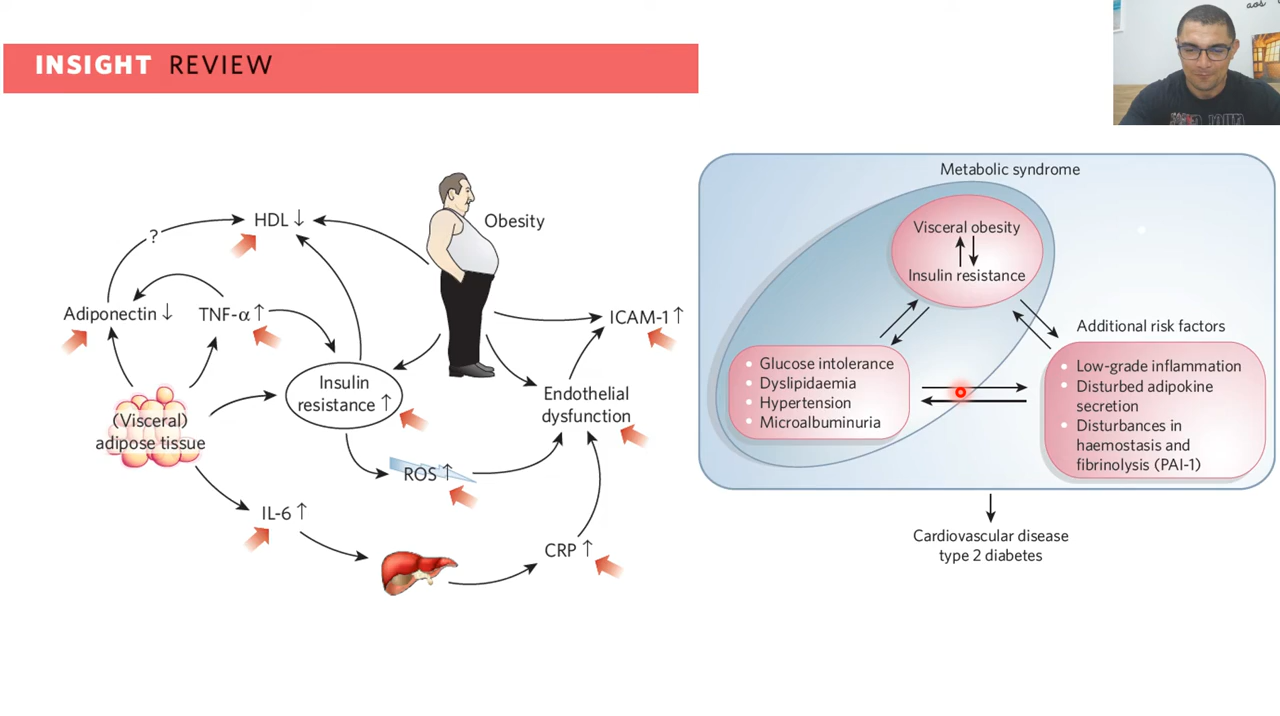 INSIGHT REVIEW
aos
HDL ↓
Obesity
?
Adiponectin ↓
TNF-α ↑
ICAM-1 ↑
Insulin
resistance ↑
Endothelial
dysfunction
(Visceral)
adipose tissue
ROS ↑
IL-6 ↑
CRP ↑
Metabolic syndrome
Visceral obesity
Insulin resistance
Additional risk factors
• Glucose intolerance
• Dyslipidaemia
• Hypertension
• Microalbuminuria
• Low-grade inflammation
• Disturbed adipokine
secretion
• Disturbances in
haemostasis and
fibrinolysis (PAI-1)
Cardiovascular disease
type 2 diabetes